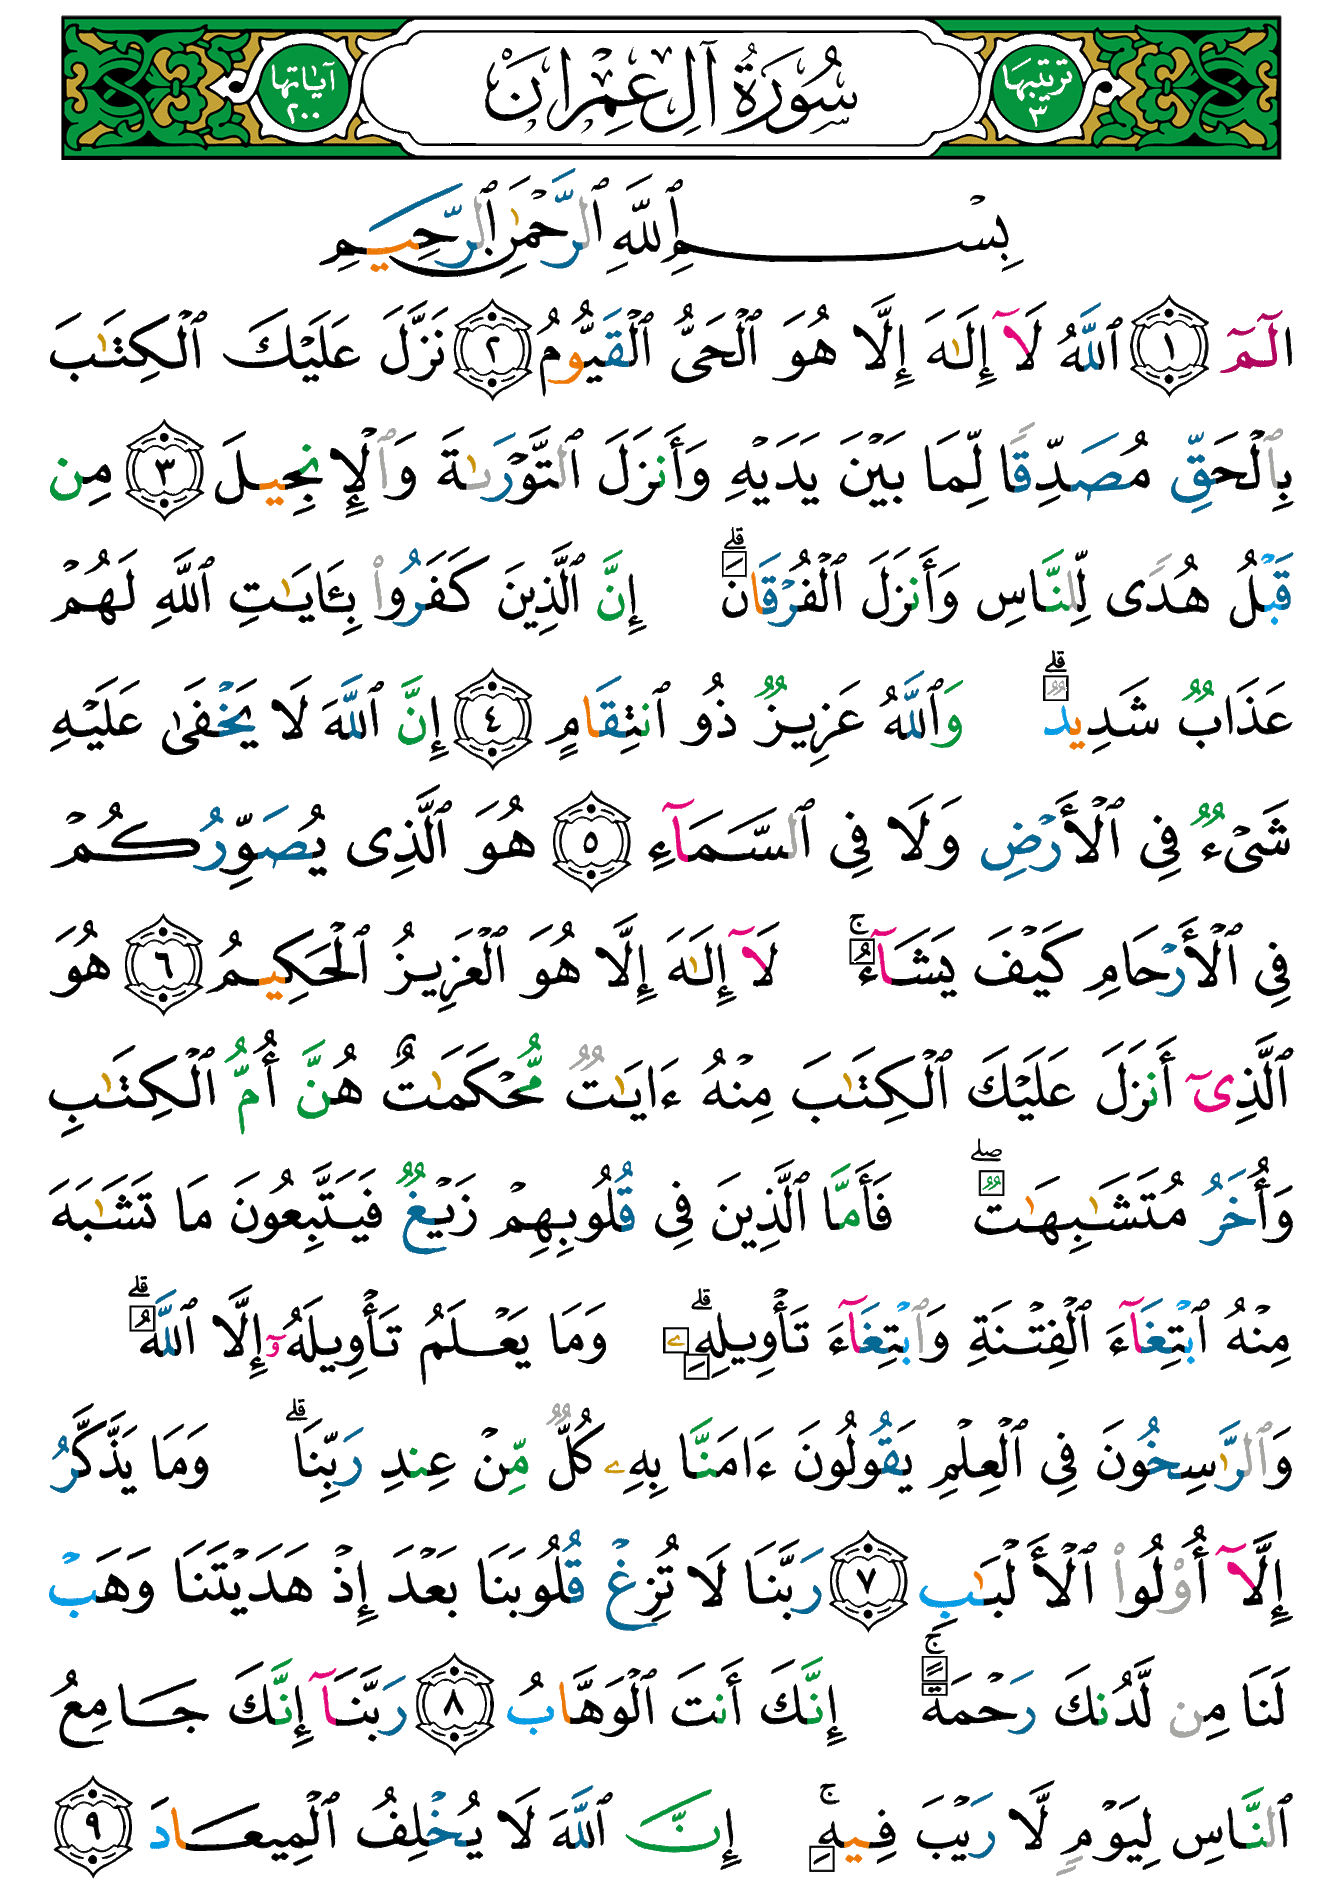 ترتيبها ٣ سُورَةُ آلِ عِمْرَانَ آيَاتها ٢٠٠
بِسْمِ ٱللَّهِ ٱلرَّحْمَٰنِ ٱلرَّحِيمِ
الٓمٓ ١ ٱللَّهُ لَآ إِلَٰهَ إِلَّا هُوَ ٱلْحَىُّ ٱلْقَيُّومُ ٢ نَزَّلَ عَلَيْكَ ٱلْكِتَٰبَ
بِٱلْحَقِّ مُصَدِّقًا لِّمَا بَيْنَ يَدَيْهِ وَأَنزَلَ ٱلتَّوْرَىٰةَ وَٱلْإِنجِيلَ ٣ مِن
قَبْلُ هُدًى لِّلنَّاسِ وَأَنزَلَ ٱلْفُرْقَانَ ۗ إِنَّ ٱلَّذِينَ كَفَرُوا۟ بِـَٔايَٰتِ ٱللَّهِ لَهُمْ
عَذَابٌ شَدِيدٌ ۗ وَٱللَّهُ عَزِيزٌ ذُو ٱنتِقَامٍ ٤ إِنَّ ٱللَّهَ لَا يَخْفَىٰ عَلَيْهِ
شَىْءٌ فِى ٱلْأَرْضِ وَلَا فِى ٱلسَّمَآءِ ٥ هُوَ ٱلَّذِى يُصَوِّرُكُمْ
فِى ٱلْأَرْحَامِ كَيْفَ يَشَآءُ ۚ لَآ إِلَٰهَ إِلَّا هُوَ ٱلْعَزِيزُ ٱلْحَكِيمُ ٦ هُوَ
ٱلَّذِىٓ أَنزَلَ عَلَيْكَ ٱلْكِتَٰبَ مِنْهُ ءَايَٰتٌ مُّحْكَمَٰتٌ هُنَّ أُمُّ ٱلْكِتَٰبِ
وَأُخَرُ مُتَشَٰبِهَٰتٌ ۖ فَأَمَّا ٱلَّذِينَ فِى قُلُوبِهِمْ زَيْغٌ فَيَتَّبِعُونَ مَا تَشَٰبَهَ
مِنْهُ ٱبْتِغَآءَ ٱلْفِتْنَةِ وَٱبْتِغَآءَ تَأْوِيلِهِۦ ۗ وَمَا يَعْلَمُ تَأْوِيلَهُۥٓ إِلَّا ٱللَّهُ ۗ
وَٱلرَّٰسِخُونَ فِى ٱلْعِلْمِ يَقُولُونَ ءَامَنَّا بِهِۦ كُلٌّ مِّنْ عِندِ رَبِّنَا ۗ وَمَا يَذَّكَّرُ
إِلَّآ أُو۟لُوا۟ ٱلْأَلْبَٰبِ ٧ رَبَّنَا لَا تُزِغْ قُلُوبَنَا بَعْدَ إِذْ هَدَيْتَنَا وَهَبْ
لَنَا مِن لَّدُنكَ رَحْمَةً ۚ إِنَّكَ أَنتَ ٱلْوَهَّابُ ٨ رَبَّنَآ إِنَّكَ جَامِعُ
ٱلنَّاسِ لِيَوْمٍ لَّا رَيْبَ فِيهِ ۚ إِنَّ ٱللَّهَ لَا يُخْلِفُ ٱلْمِيعَادَ ٩